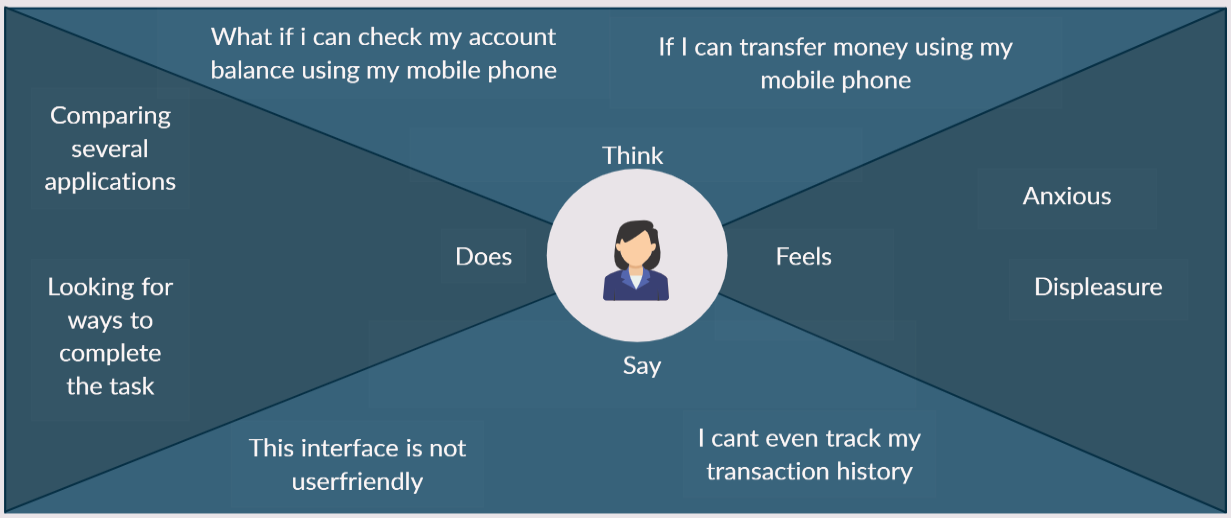 What if i can check my account
balance using my mobile phone
If I can transfer money using my
mobile phone
Think
Comparing
several
applications
Looking for
ways to
complete
the task
Does
Feels
Anxious
Displeasure
Say
This interface is not
userfriendly
I cant even track my
transaction history